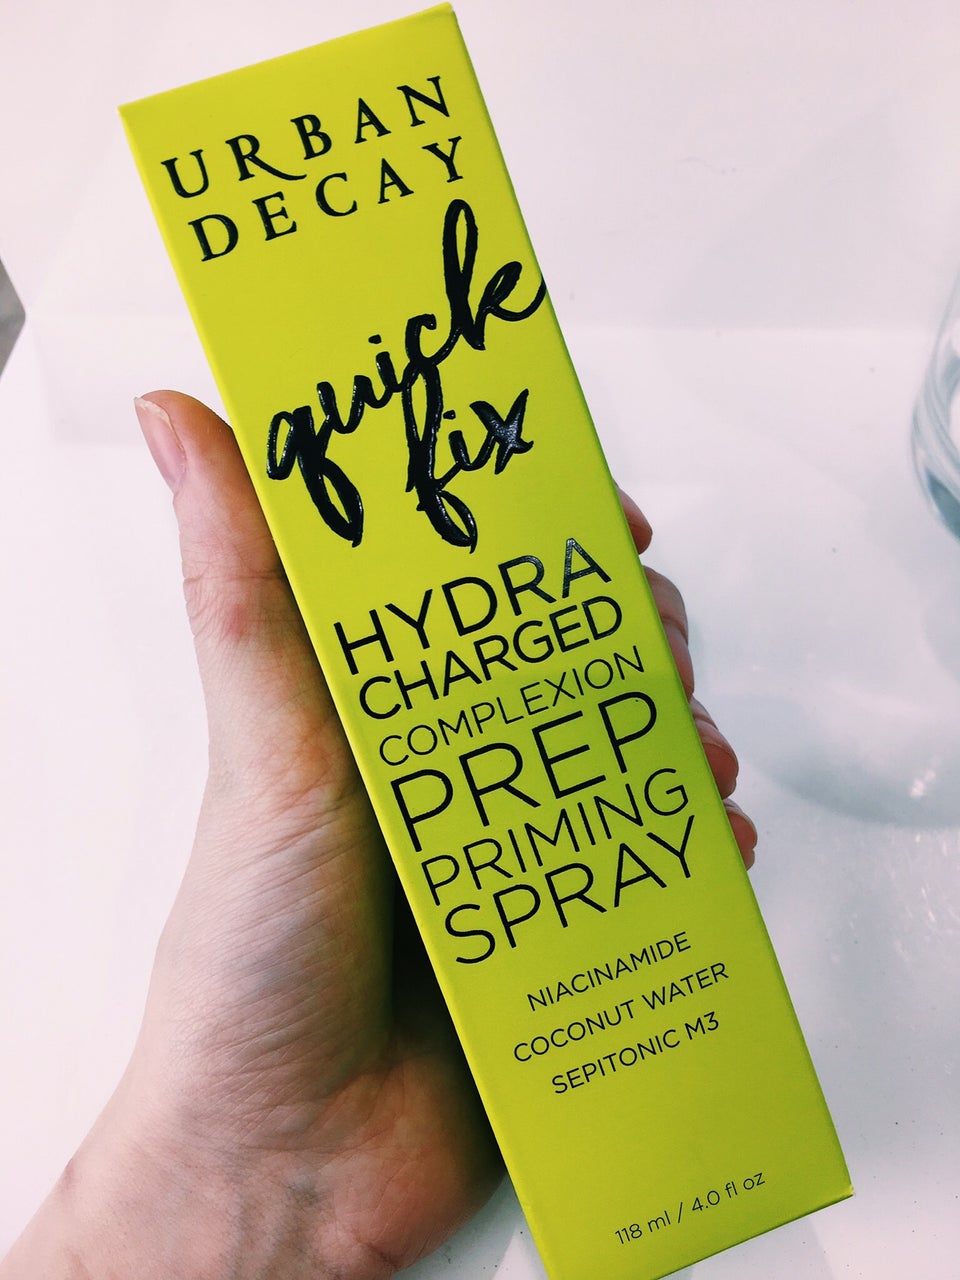 URBAN
DECAY
quick
fix
HYDRA
CHARGED
COMPLEXION
PREP
PRIMING
SPRAY
NIACINAMIDE
COCONUT WATER
SEPITONIC M3
118 ml / 4.0 fl oz